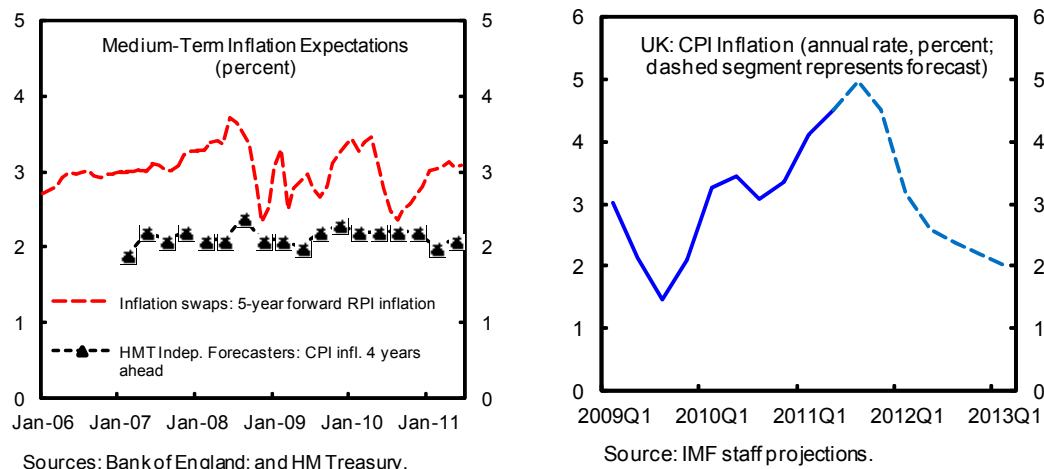 Medium-Term Inflation Expectations
(percent)
5
4
3
2
1
0
5
4
3
2
1
0
Inflation swaps: 5-year forward RPI inflation
HMT Indep. Forecasters: CPI infl. 4 years
ahead
Jan-06 Jan-07 Jan-08 Jan-09 Jan-10 Jan-11
Sources: Bank of England; and HM Treasury.
UK: CPI Inflation (annual rate, percent;
dashed segment represents forecast)
6
5
4
3
2
1
0
6
5
4
3
2
1
0
2009Q1 2010Q1 2011Q1 2012Q1 2013Q1
Source: IMF staff projections.